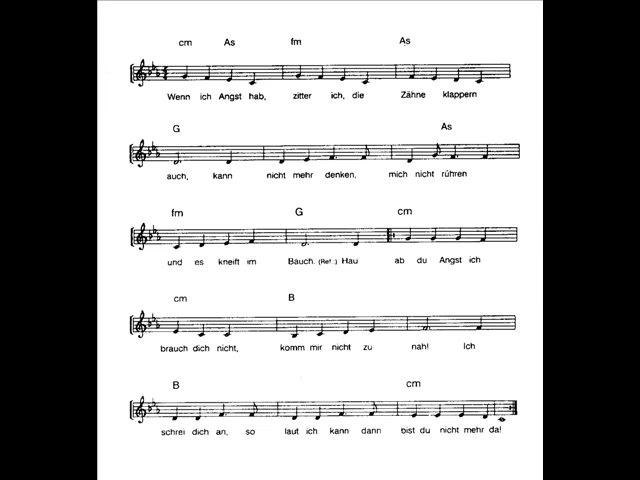 cm As fm As
Wenn ich Angst hab, zitter ich, die Zähne klappern
G As
auch, kann nicht mehr denken, mich nicht rühren
fm G cm
und es kneift im Bauch. (Ref.:) Hau ab du Angst ich
cm B
brauch dich nicht, komm mir nicht zu nah! Ich
B cm
schrei dich an, so laut ich kann dann bist du nicht mehr da!